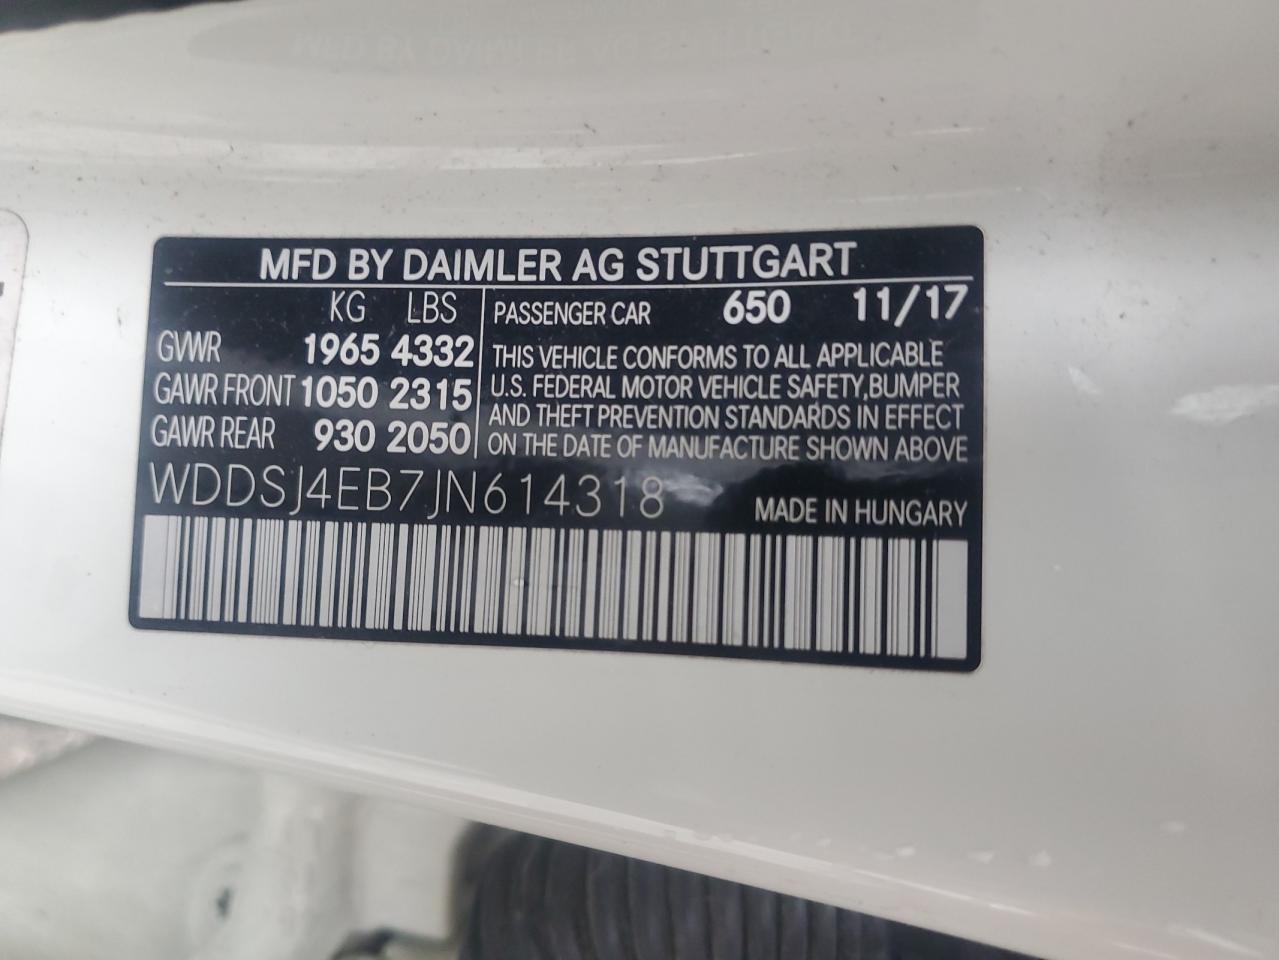 MFD BY DAIMLER AG STUTTGART
KG LBS
GVWR 1965 4332
GAWR FRONT 1050 2315
GAWR REAR 930 2050
PASSENGER CAR 650 11/17
THIS VEHICLE CONFORMS TO ALL APPLICABLE
U.S. FEDERAL MOTOR VEHICLE SAFETY,BUMPER
AND THEFT PREVENTION STANDARDS IN EFFECT
ON THE DATE OF MANUFACTURE SHOWN ABOVE
WDDSJ4EB7JN614318 MADE IN HUNGARY